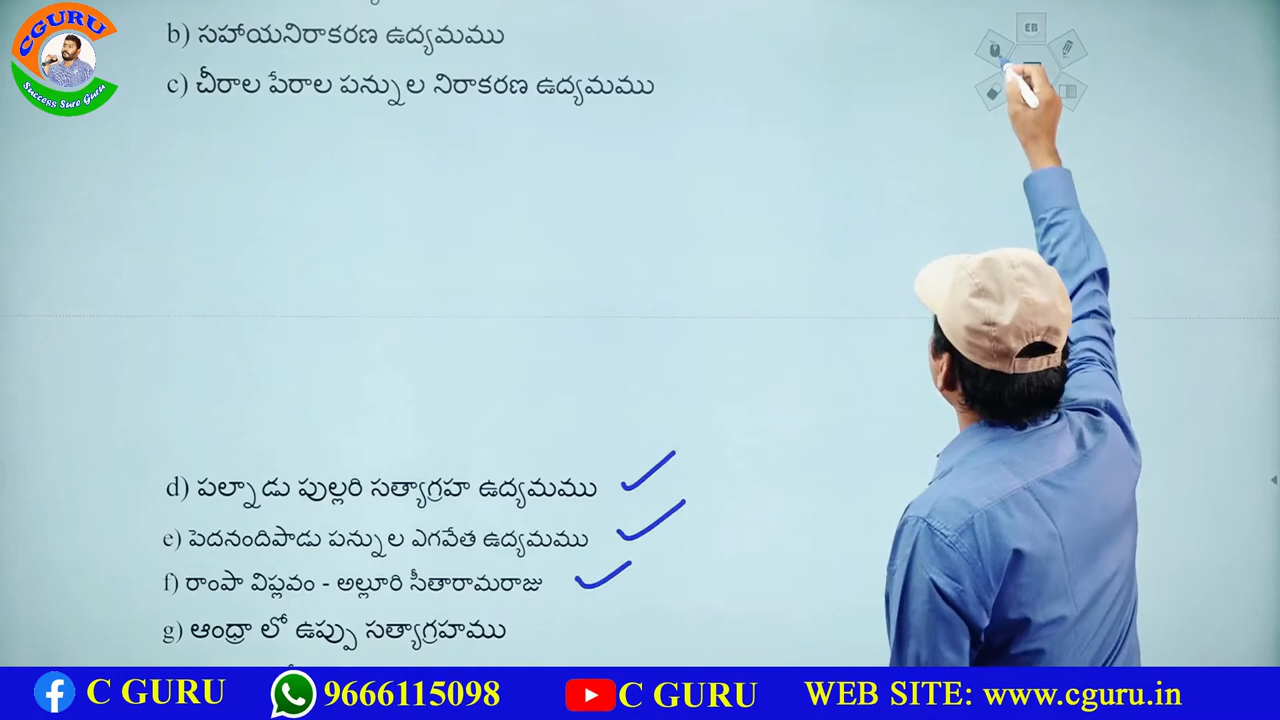 CGURU
Success Sure Guru
EB
b) సహాయనిరాకరణ ఉద్యమము
c) చీరాల పేరాల పన్నుల నిరాకరణ ఉద్యమము
d) పల్నాడు పుల్లరి సత్యాగ్రహ ఉద్యమము
e) పెదనందిపాడు పన్నుల ఎగవేత ఉద్యమము
f) రాంపా విప్లవం - అల్లూరి సీతారామరాజు
g) ఆంధ్రా లో ఉప్పు సత్యాగ్రహము
C GURU 9666115098 C GURU WEB SITE: www.cguru.in